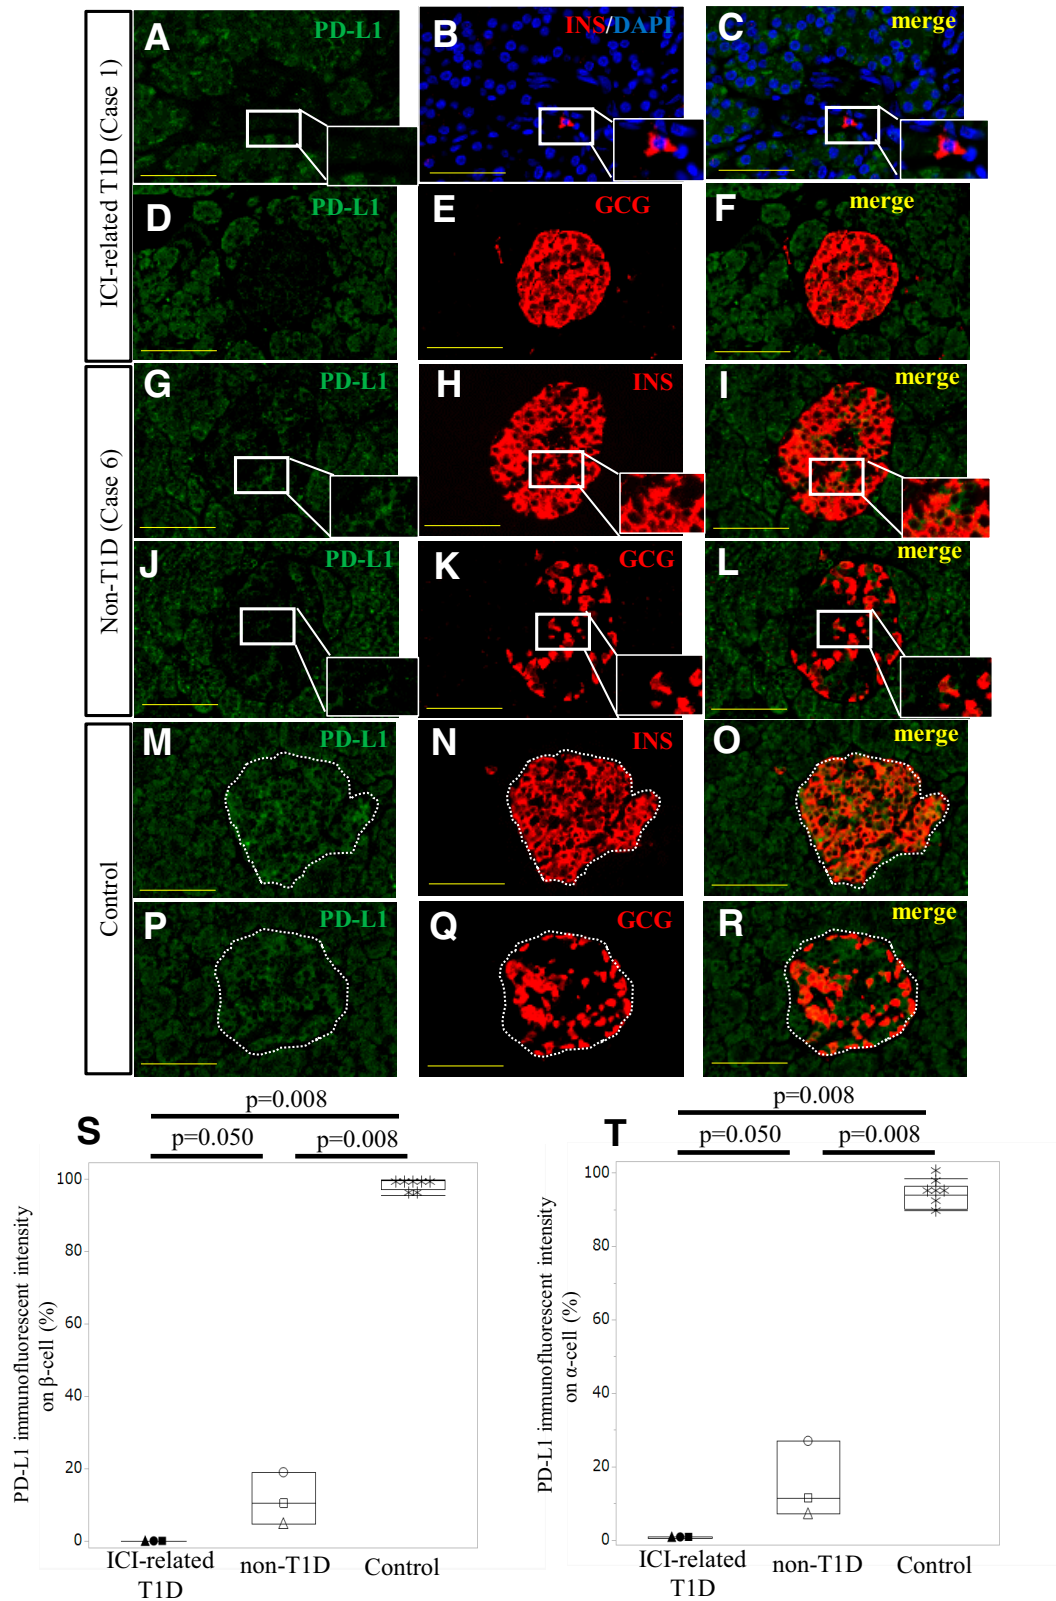 ICI-related T1D (Case 1)
A PD-L1
B INS/DAPI
C merge
D PD-L1
E GCG
F merge
Non-T1D (Case 6)
G PD-L1
H INS
I merge
J PD-L1
K GCG
L merge
Control
M PD-L1
N INS
O merge
P PD-L1
Q GCG
R merge
S
p=0.008
p=0.050 p=0.008
PD-L1 immunofluorescent intensity
on β-cell (%)
100
80
60
40
20
0
ICI-related
T1D
non-T1D
Control
T
p=0.008
p=0.050 p=0.008
PD-L1 immunofluorescent intensity
on α-cell (%)
100
80
60
40
20
0
ICI-related
T1D
non-T1D
Control